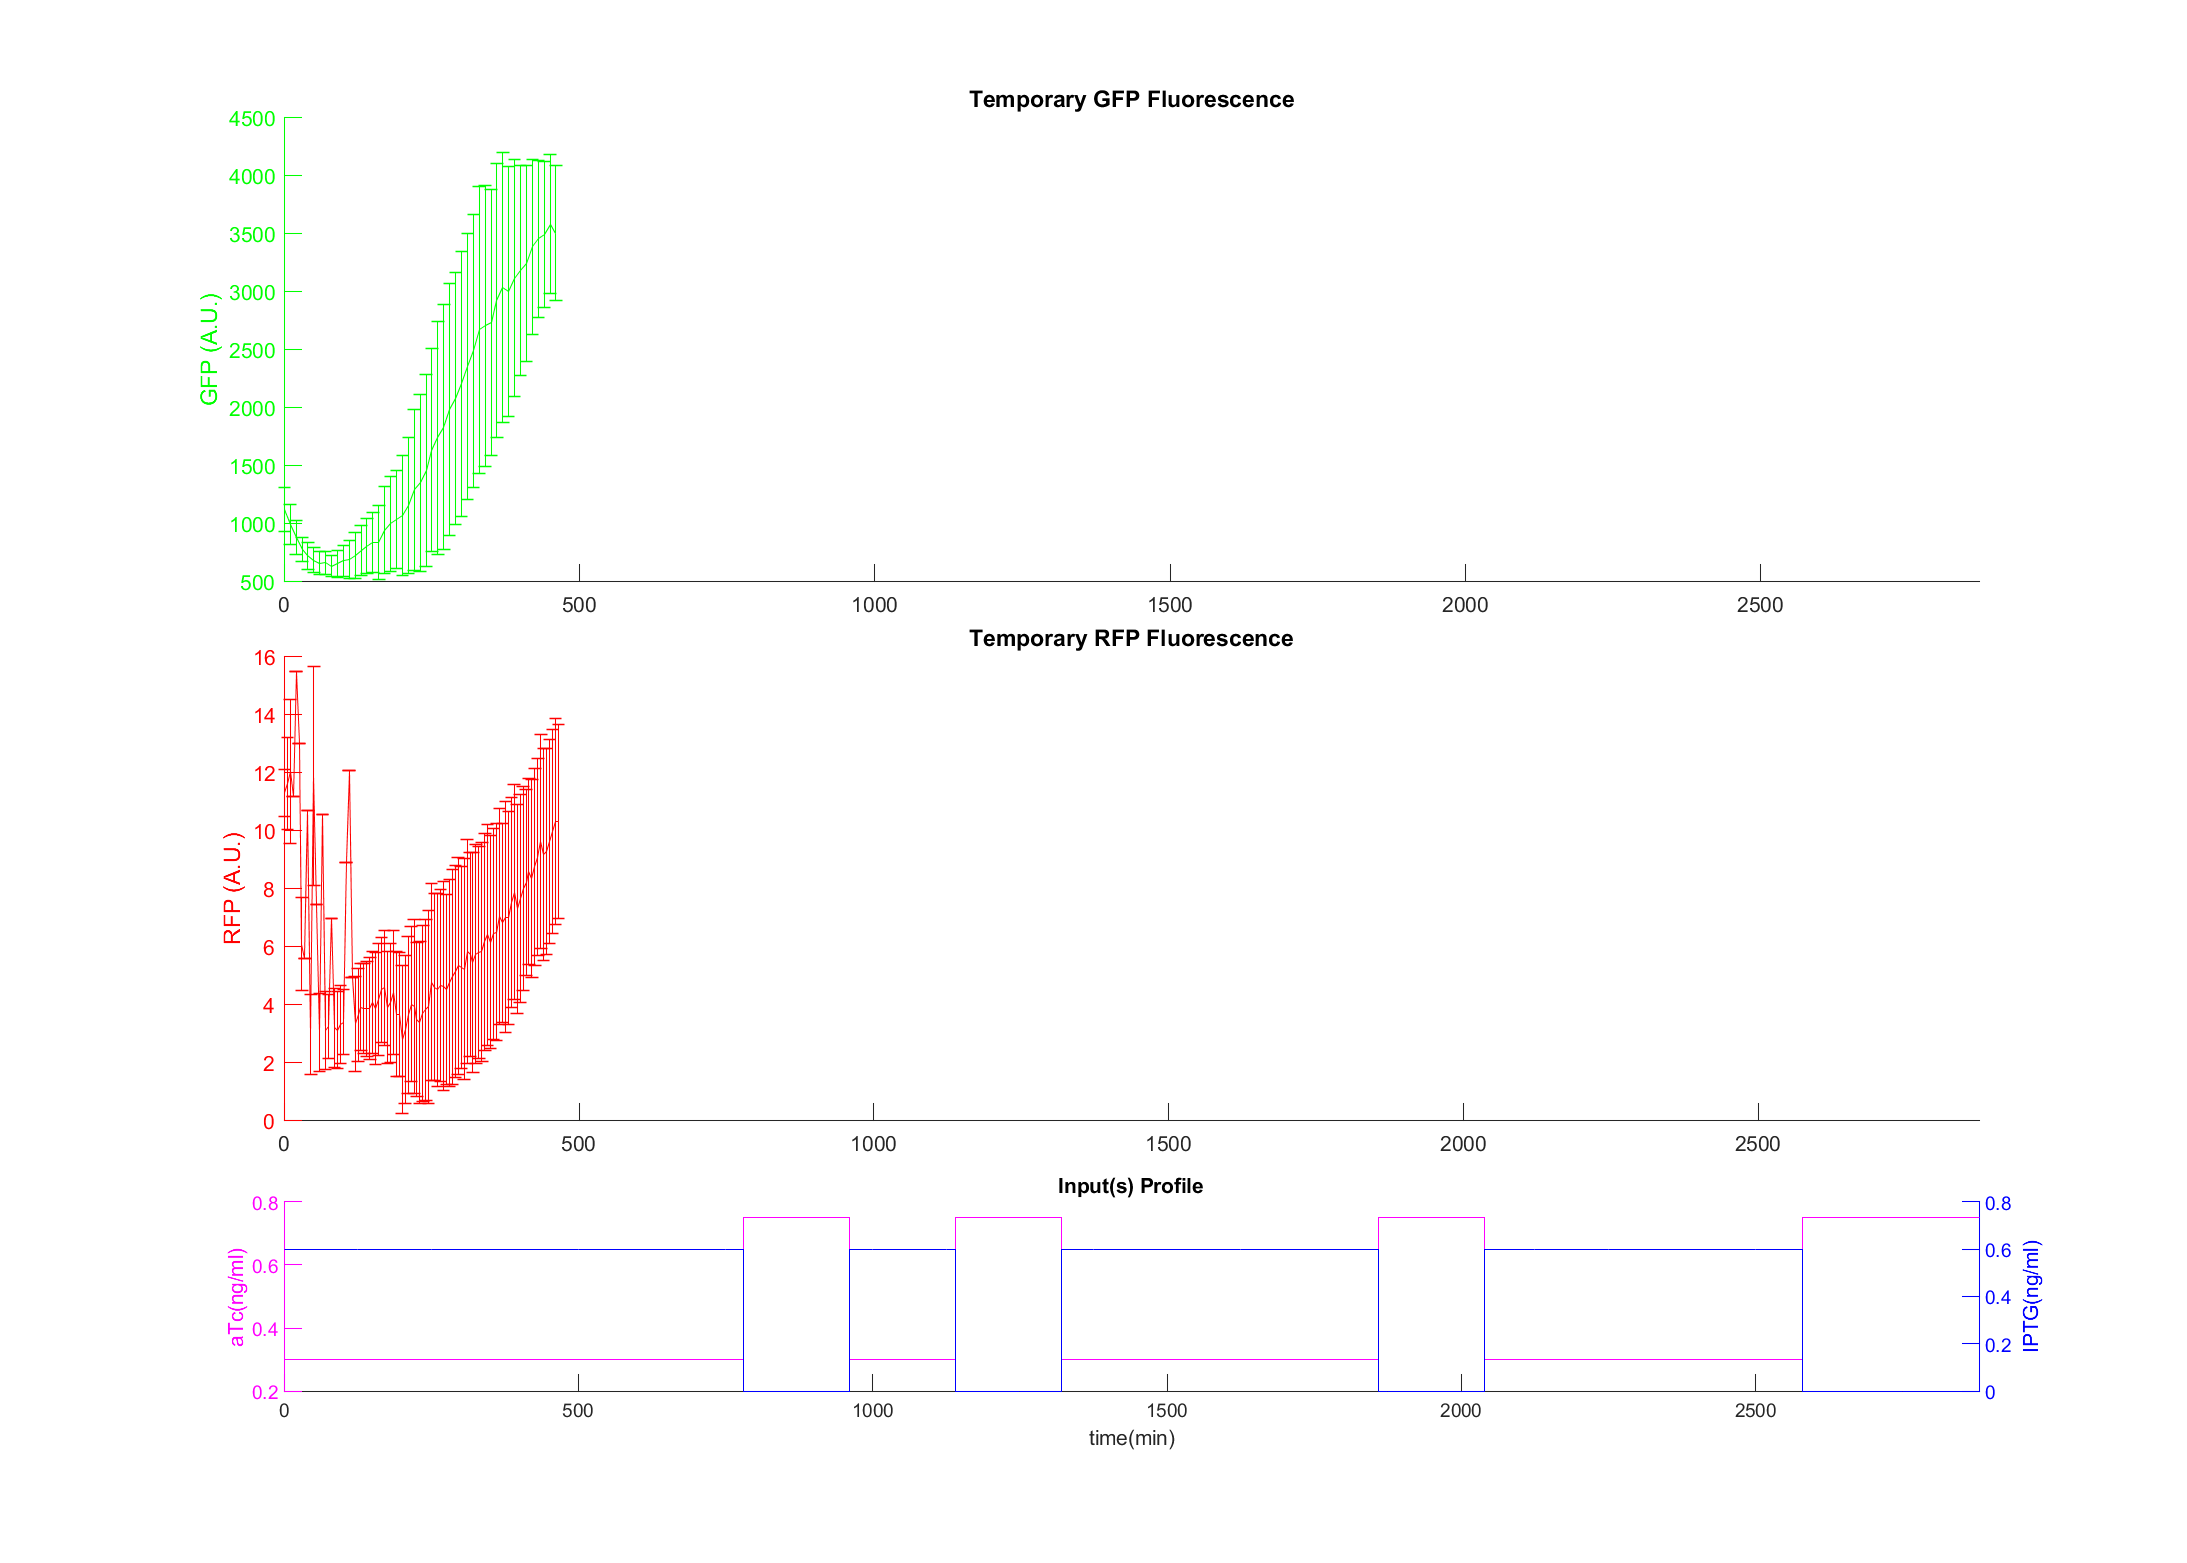 Temporary GFP Fluorescence
4500
4000
3500
3000
2500
2000
1500
1000
500
GFP (A.U.)
0 500 1000 1500 2000 2500
Temporary RFP Fluorescence
16
14
12
10
8
6
4
2
0
RFP (A.U.)
0 500 1000 1500 2000 2500
Input(s) Profile
0.8 0.8
0.6 0.6
0.4 0.4
0.2 0.2
0
aTc(ng/ml)
IPTG(ng/ml)
0 500 1000 1500 2000 2500
time(min)